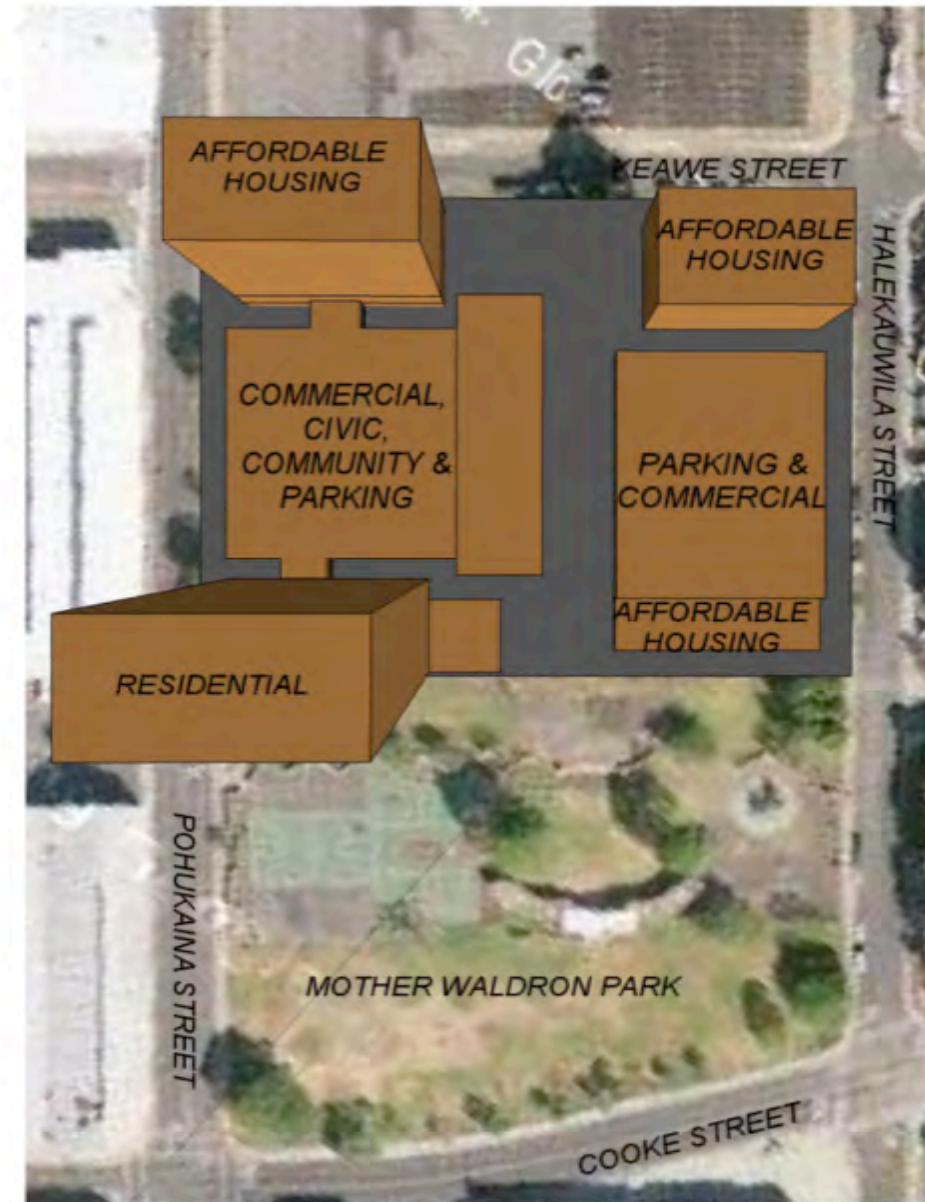 Glo
AFFORDABLE
HOUSING
KEAWE STREET
AFFORDABLE
HOUSING
HALEKAUWILA STREET
COMMERCIAL,
CIVIC,
COMMUNITY &
PARKING
PARKING &
COMMERCIAL
AFFORDABLE
HOUSING
RESIDENTIAL
POHUKAINA STREET
MOTHER WALDRON PARK
COOKE STREET